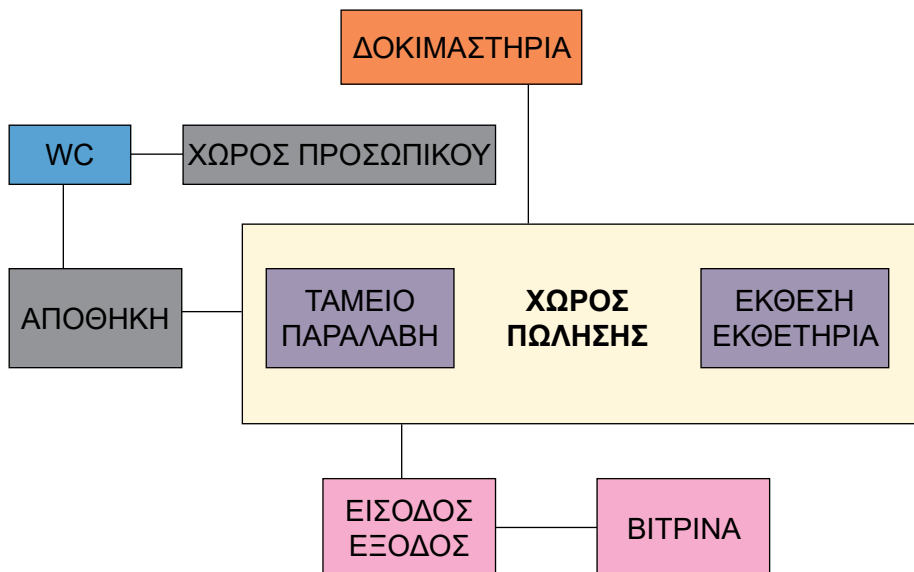 ΔΟΚΙΜΑΣΤΗΡΙΑ
WC
ΧΩΡΟΣ ΠΡΟΣΩΠΙΚΟΥ
ΑΠΟΘΗΚΗ
ΤΑΜΕΙΟ
ΠΑΡΑΛΑΒΗ
ΧΩΡΟΣ
ΠΩΛΗΣΗΣ
ΕΚΘΕΣΗ
ΕΚΘΕΤΗΡΙΑ
ΕΙΣΟΔΟΣ
ΕΞΟΔΟΣ
ΒΙΤΡΙΝΑ